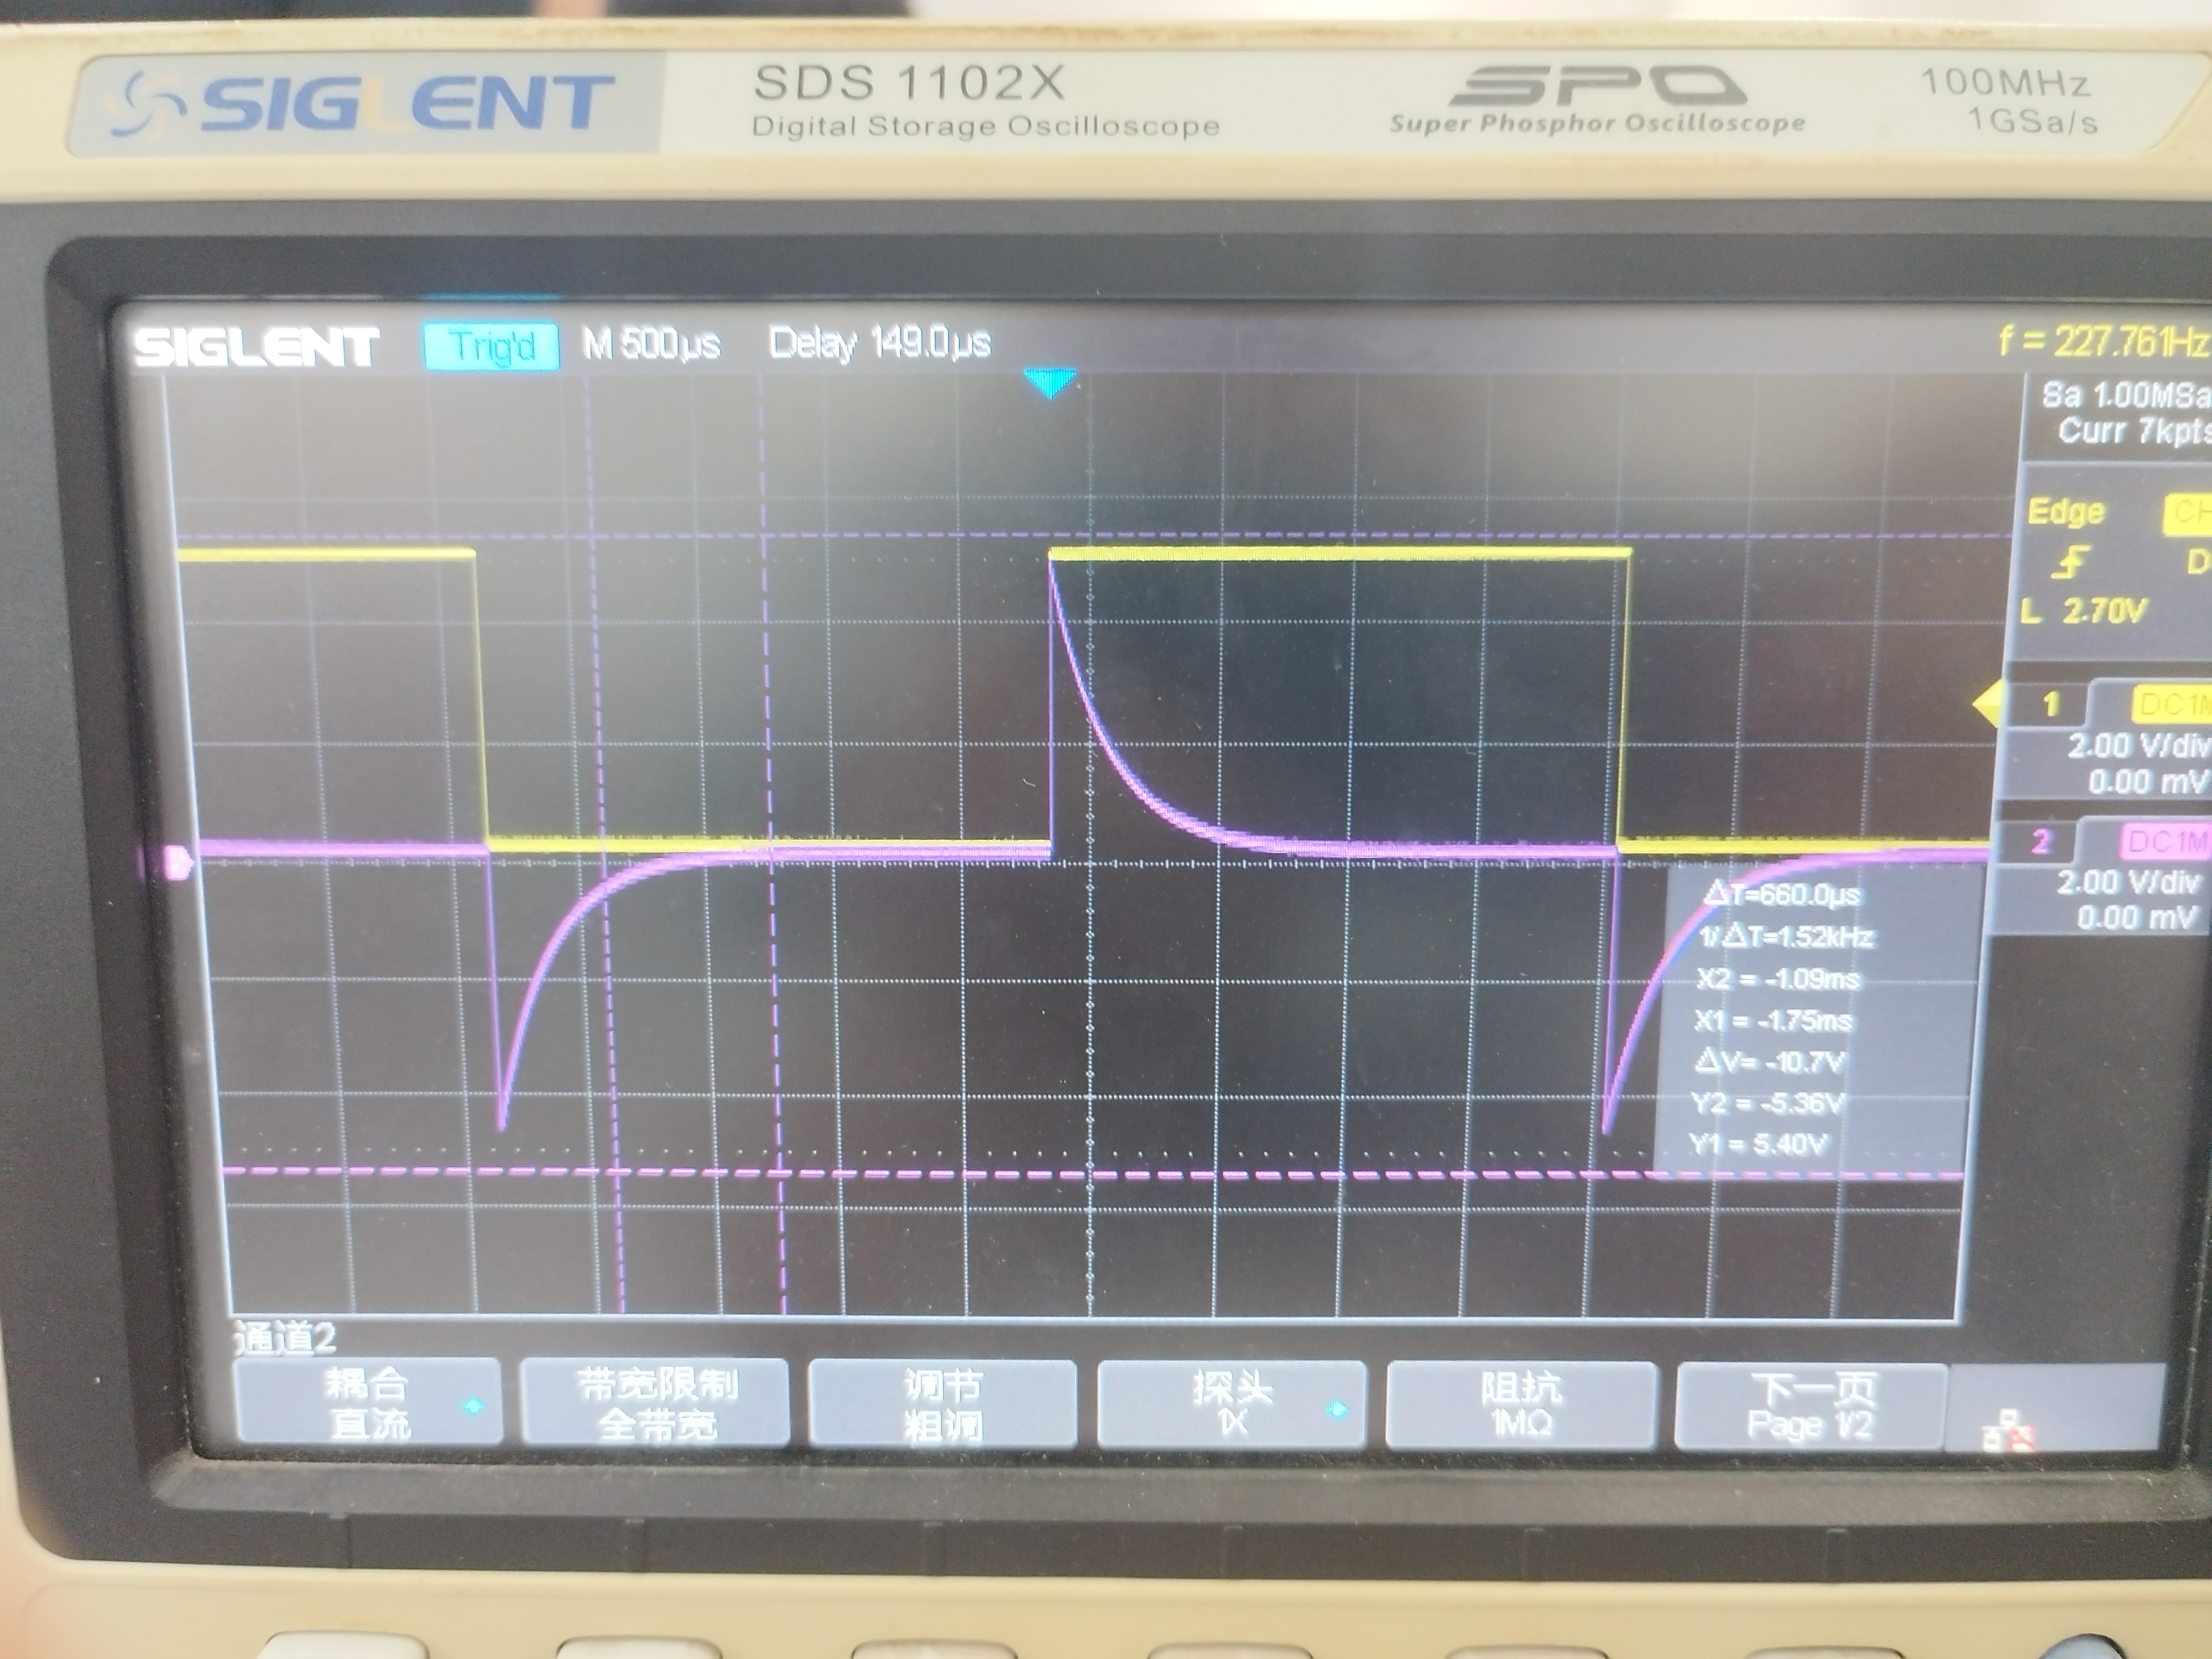 SIGLENT
SDS 1102X
Digital Storage Oscilloscope
SPO
Super Phosphor Oscilloscope
100MHz
1GSa/s
SIGLENT Trig'd M 500µs Delay 149.0µs f = 227.761Hz
Sa 1.00MSa
Curr 7kpts
Edge CH
D
L 2.70V
1 DC1M
2.00 V/div
0.00 mV
2 DC1M
2.00 V/div
0.00 mV
ΔT=660.0µs
1/ΔT=1.52kHz
X2 = -1.09ms
X1 = -1.75ms
ΔV= -10.7V
Y2 = -5.36V
Y1 = 5.40V
通道2
耦合
直流
带宽限制
全带宽
调节
粗调
探头
1X
阻抗
1MΩ
下一页
Page 1/2